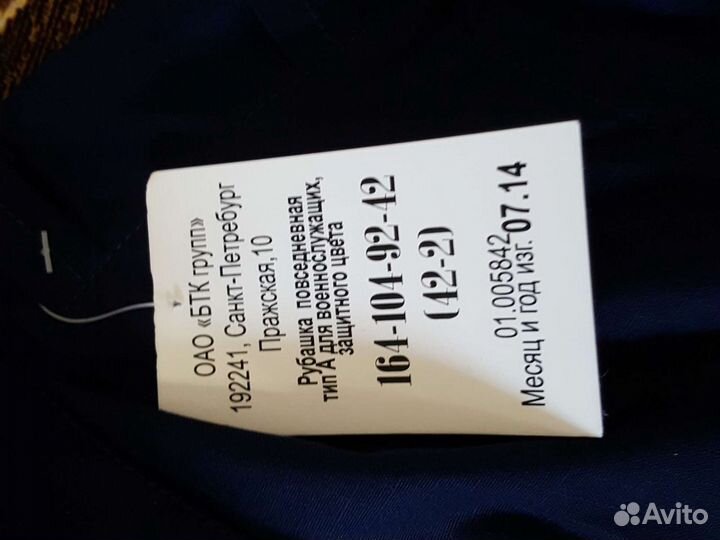 ОАО «БТК групп»
192241, Санкт-Петребург
Пражская,10
Рубашка повседневная
тип А для военнослужащих,
защитного цвета
164-104-92-42
(42-2)
01.005842
Месяц и год изг. 07.14
Avito